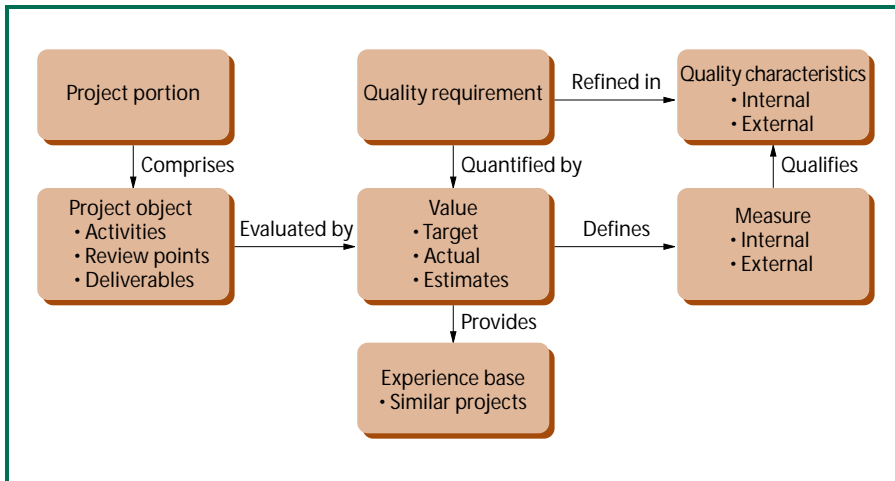 Project portion
Quality requirement
Refined in
Quality characteristics
• Internal
• External
Comprises
Quantified by
Qualifies
Project object
• Activities
• Review points
• Deliverables
Evaluated by
Value
• Target
• Actual
• Estimates
Defines
Measure
• Internal
• External
Provides
Experience base
• Similar projects